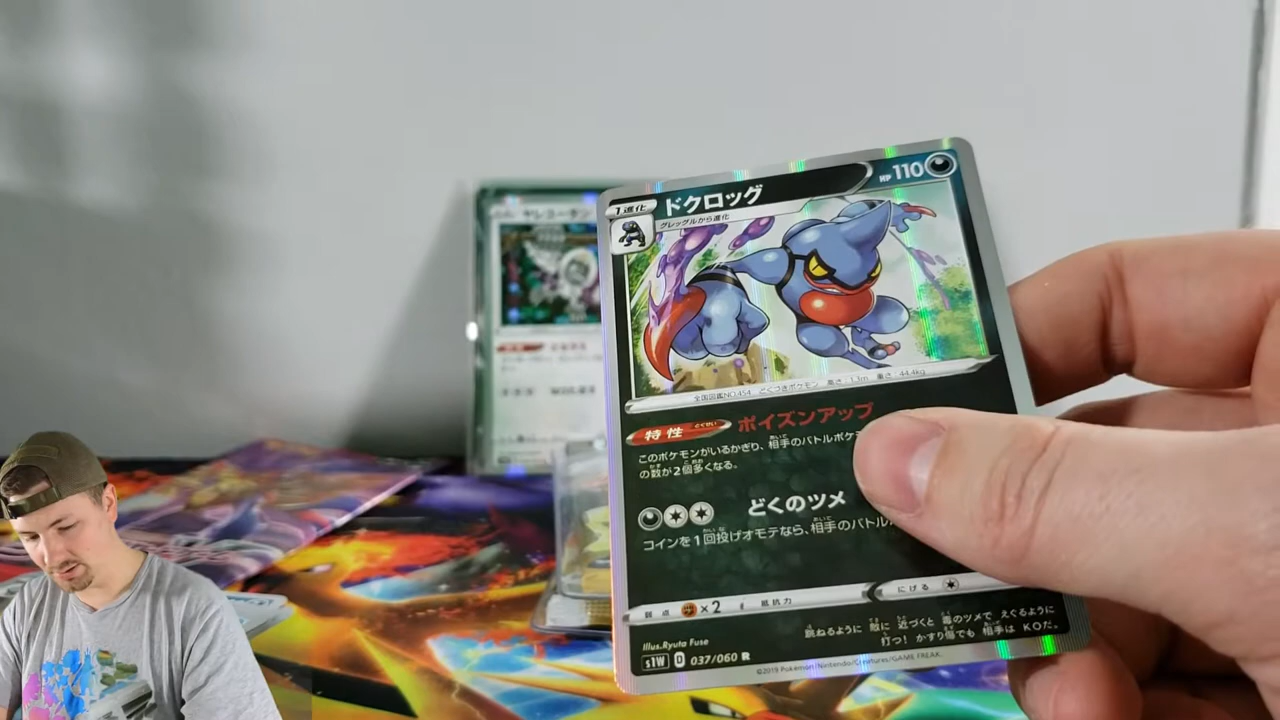 1進化
ドクロッグ
HP 110
グレッグルから進化
全国図鑑NO.454 どくづきポケモン 高さ:1.3m 重さ:44.4kg
特性 とくせい ポイズンアップ
このポケモンがいるかぎり、相手のバトルポケ
の数が2個多くなる。
どくのツメ
コインを1回投げオモテなら、相手のバトル
弱点 ×2 抵抗力 にげる
跳ねるように 敵に 近づくと 毒のツメで えぐるように
打つ! かすり傷でも 相手は KOだ。
Illus.Ryuta Fuse
s1W D 037/060 R
©2019 Pokémon/Nintendo/Creatures/GAME FREAK.